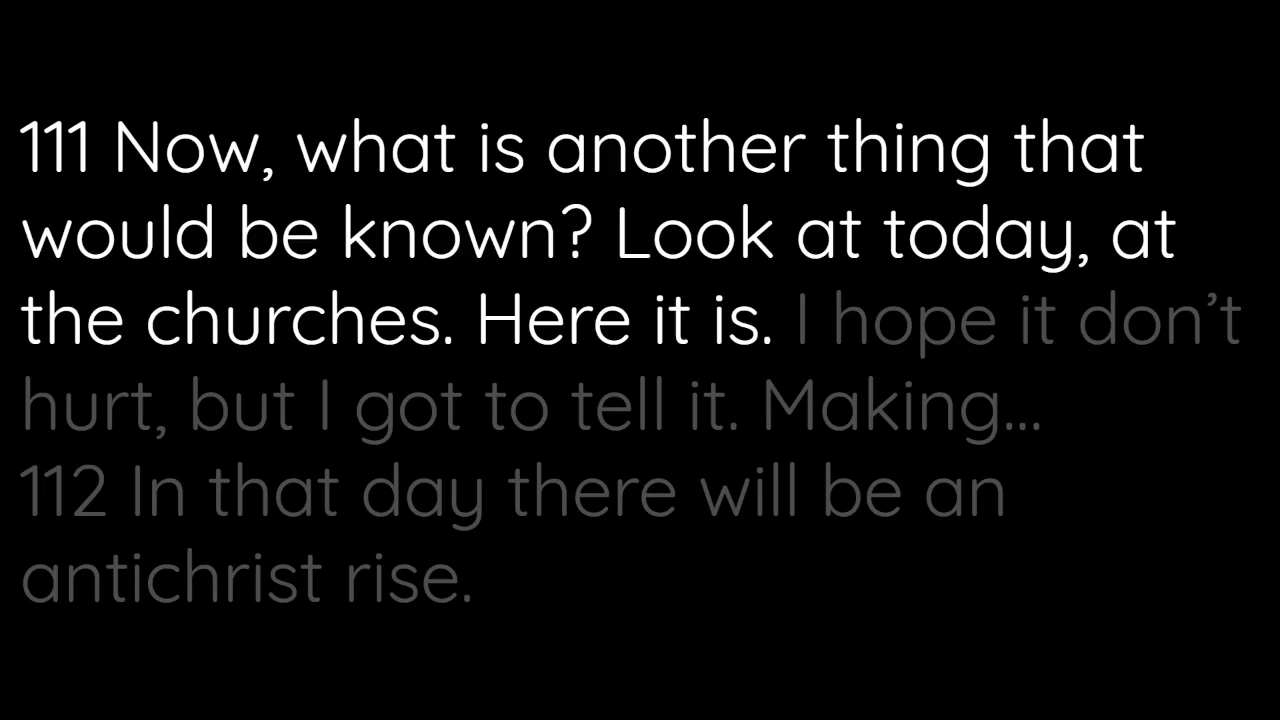 111 Now, what is another thing that
would be known? Look at today, at
the churches. Here it is. I hope it don’t
hurt, but I got to tell it. Making...
112 In that day there will be an
antichrist rise.